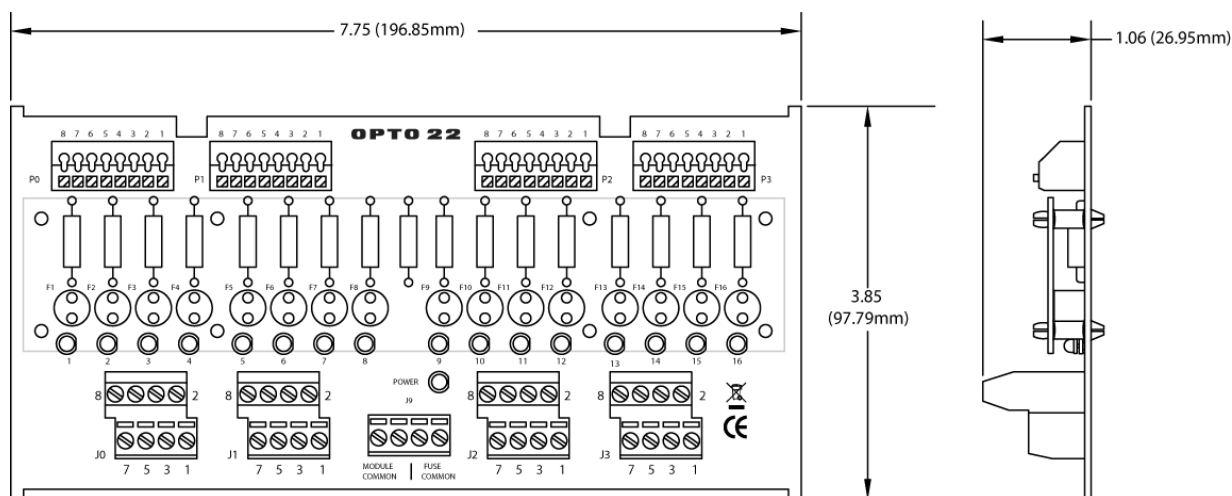 7.75 (196.85mm)
1.06 (26.95mm)
8 7 6 5 4 3 2 1
8 7 6 5 4 3 2 1
OPTO 22
8 7 6 5 4 3 2 1
8 7 6 5 4 3 2 1
P0
P1
P2
P3
F1 F2 F3 F4 F5 F6 F7 F8 F9 F10 F11 F12 F13 F14 F15 F16
3.85
(97.79mm)
1 2 3 4 5 6 7 8 9 10 11 12 13 14 15 16
POWER
8 2
8 2
J9
8 2
8 2
CE
J0
J1
J2
J3
7 5 3 1
7 5 3 1
MODULE
COMMON
FUSE
COMMON
7 5 3 1
7 5 3 1